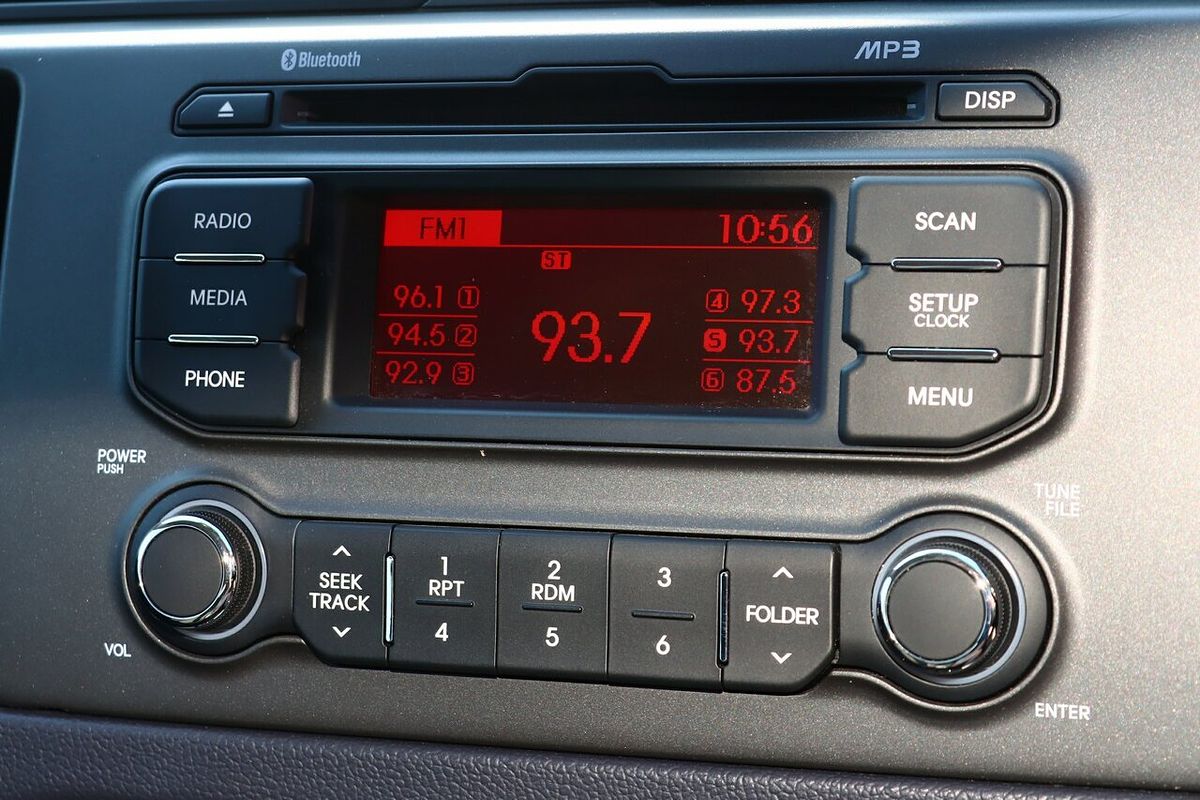 Bluetooth
MP3
DISP
RADIO
MEDIA
PHONE
FM1
10:56
ST
96.1 1
94.5 2
92.9 3
93.7
4 97.3
5 93.7
6 87.5
SCAN
SETUP
CLOCK
MENU
POWER
PUSH
VOL
SEEK
TRACK
1
RPT
4
2
RDM
5
3
6
FOLDER
TUNE
FILE
ENTER